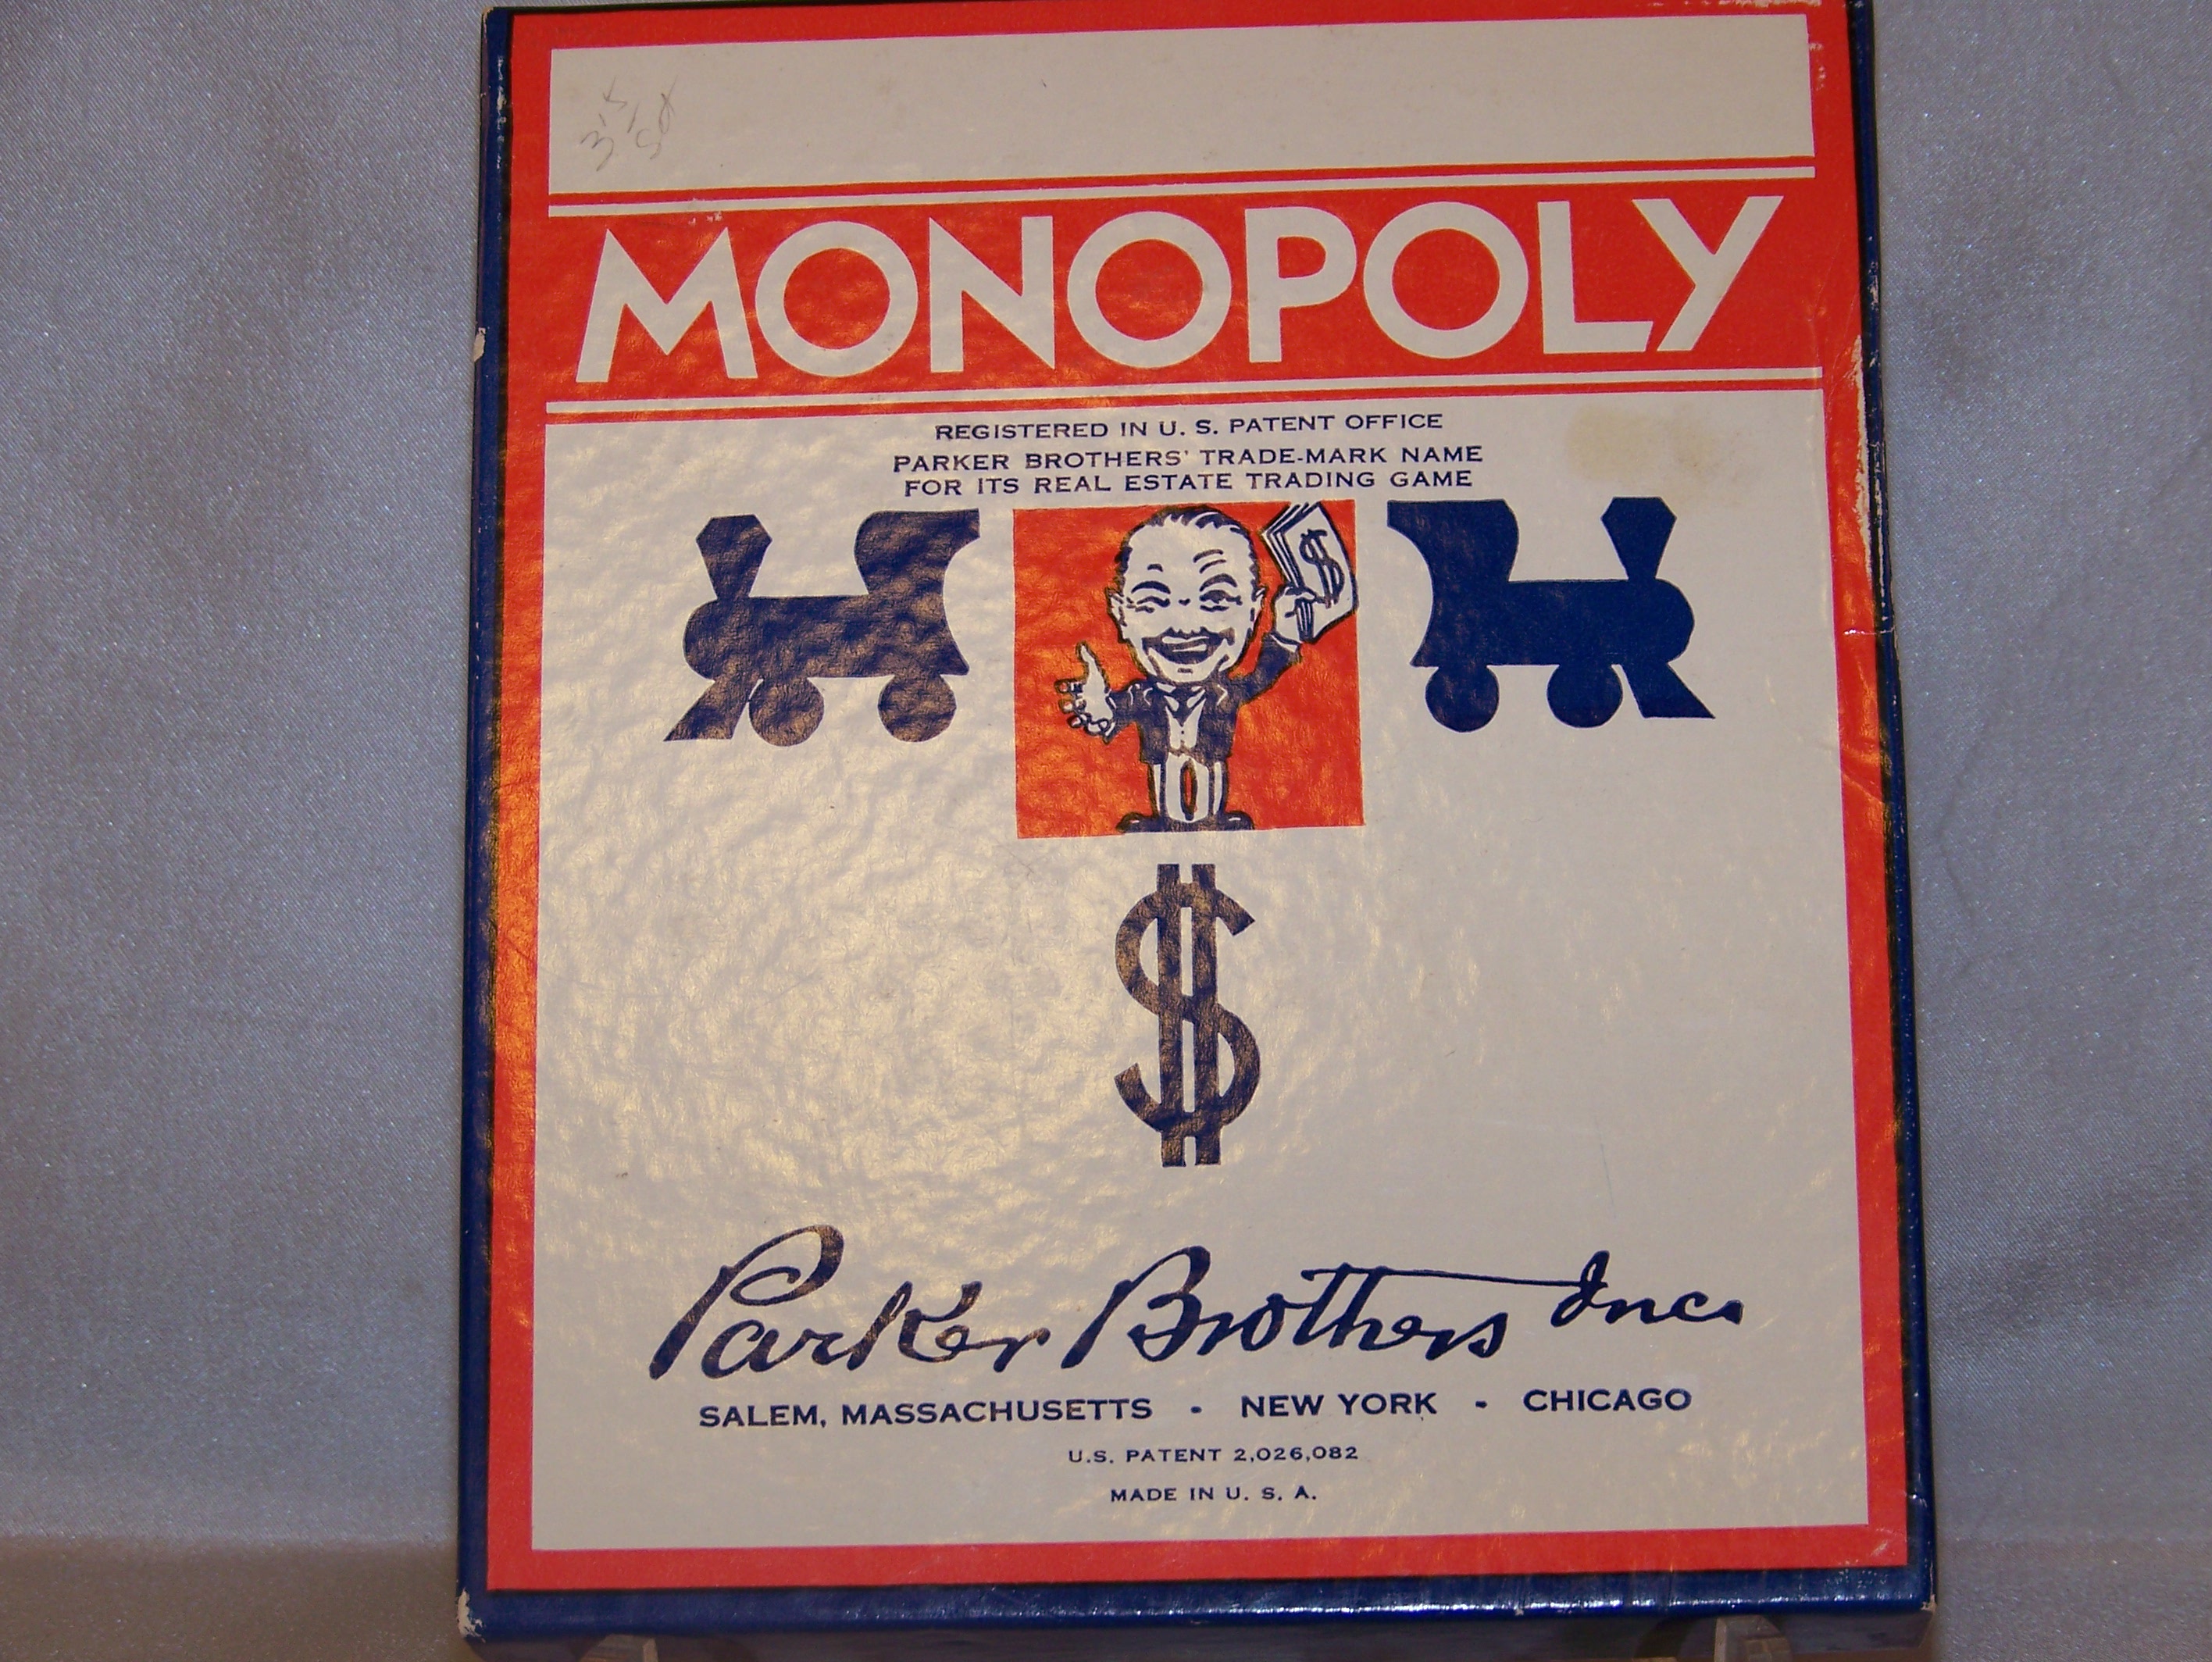 MONOPOLY
REGISTERED IN U. S. PATENT OFFICE
PARKER BROTHERS' TRADE-MARK NAME
FOR ITS REAL ESTATE TRADING GAME
$
$
Parker Brothers Inc.
SALEM, MASSACHUSETTS - NEW YORK - CHICAGO
U.S. PATENT 2,026,082
MADE IN U. S. A.